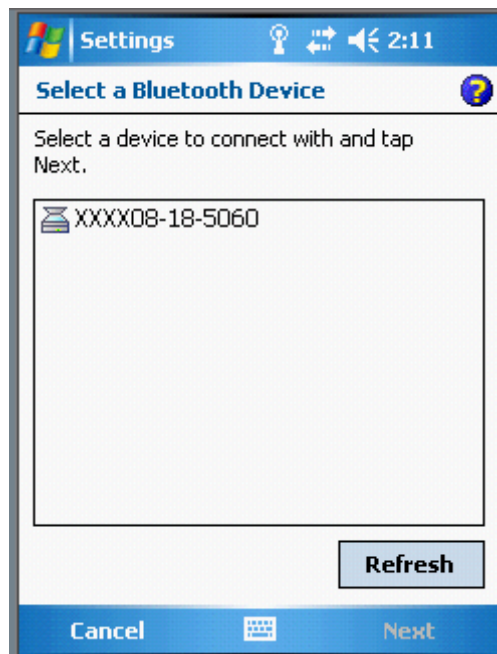 Settings 2:11
Select a Bluetooth Device
Select a device to connect with and tap
Next.
XXXX08-18-5060
Refresh
Cancel Next